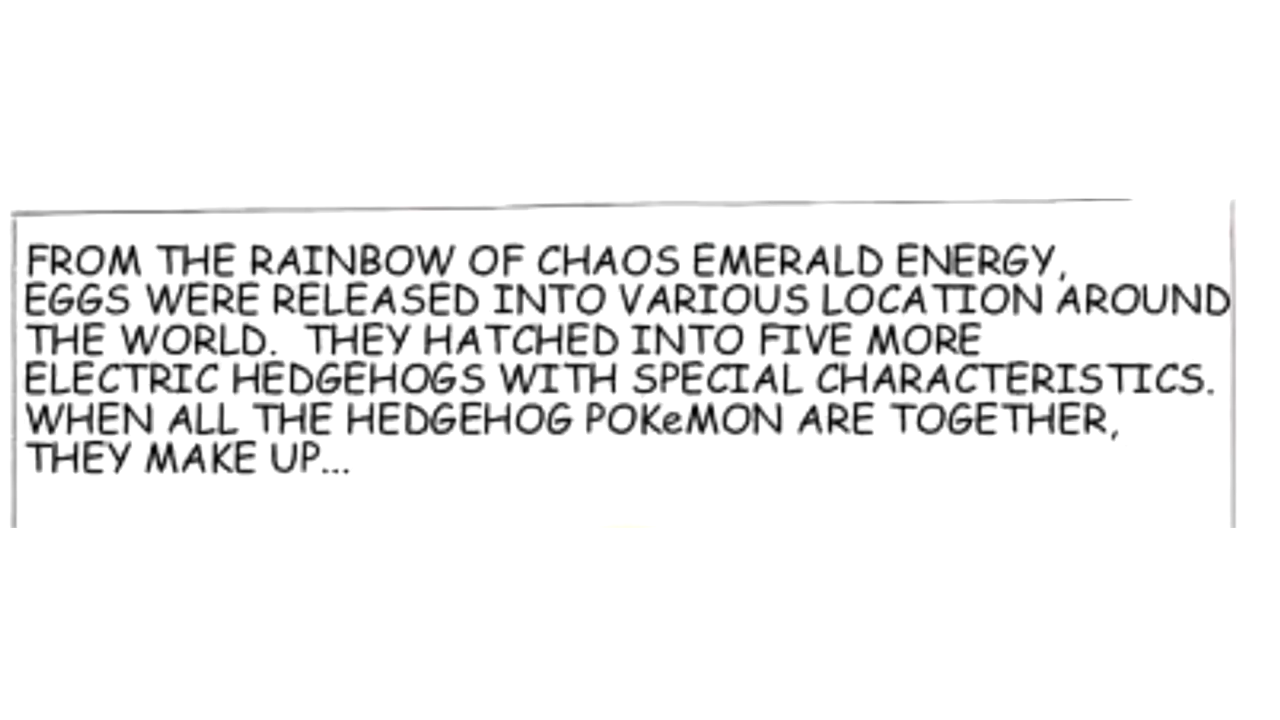 FROM THE RAINBOW OF CHAOS EMERALD ENERGY,
EGGS WERE RELEASED INTO VARIOUS LOCATION AROUND
THE WORLD. THEY HATCHED INTO FIVE MORE
ELECTRIC HEDGEHOGS WITH SPECIAL CHARACTERISTICS.
WHEN ALL THE HEDGEHOG POKeMON ARE TOGETHER,
THEY MAKE UP...